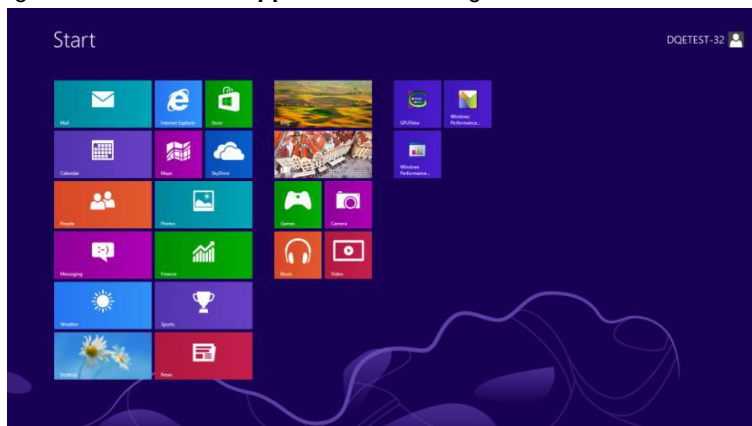 Start
DQETEST-32
Mail
Internet Explorer
Store
Bing
GPUView
Windows
Performance...
Calendar
Maps
SkyDrive
Windows
Performance...
People
Photos
Games
Camera
Messaging
Finance
Music
Video
Weather
Sports
Desktop
News